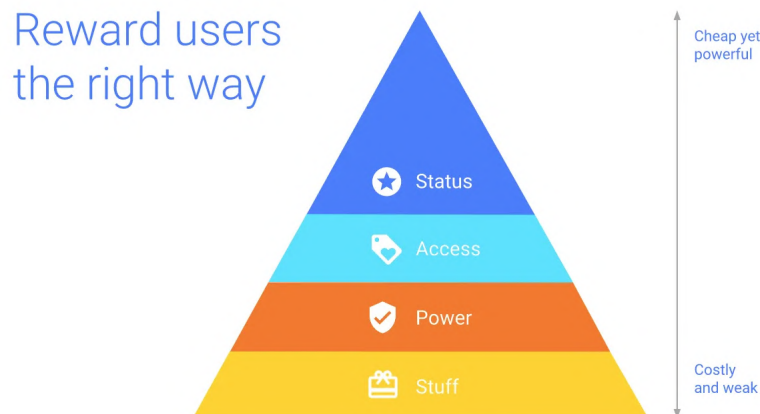 Reward users
the right way
Cheap yet
powerful
Status
Access
Power
Stuff
Costly
and weak